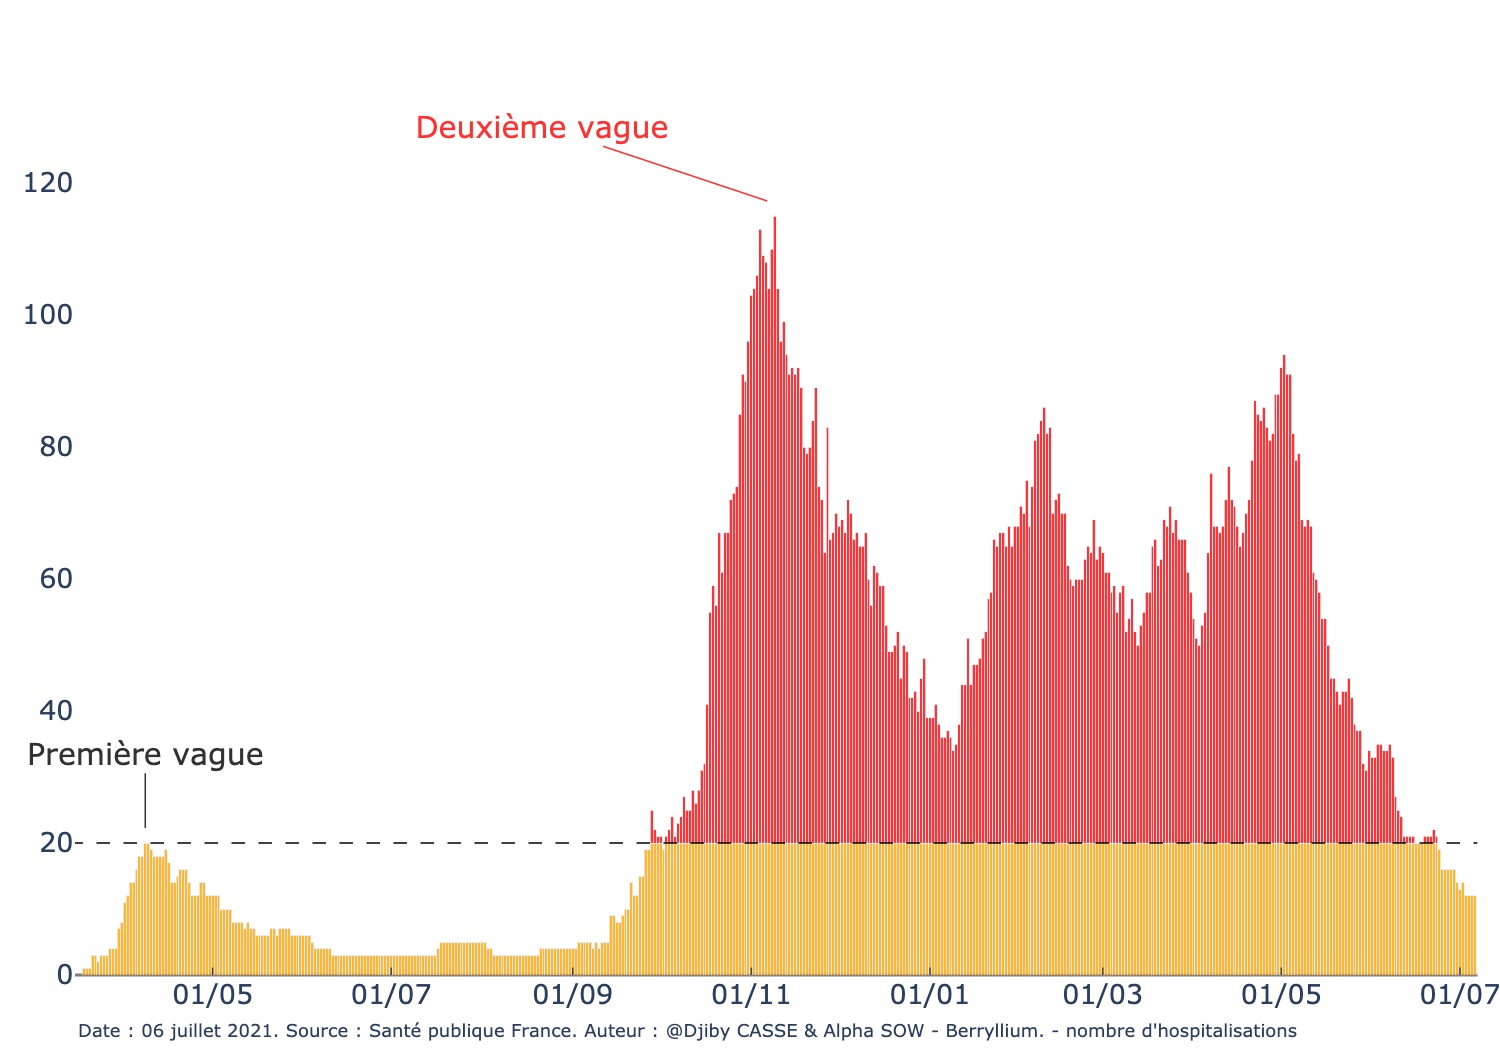 Deuxième vague
120
100
80
60
40
Première vague
20
0
01/05 01/07 01/09 01/11 01/01 01/03 01/05 01/07
Date : 06 juillet 2021. Source : Santé publique France. Auteur : @Djiby CASSE & Alpha SOW - Berryllium. - nombre d'hospitalisations